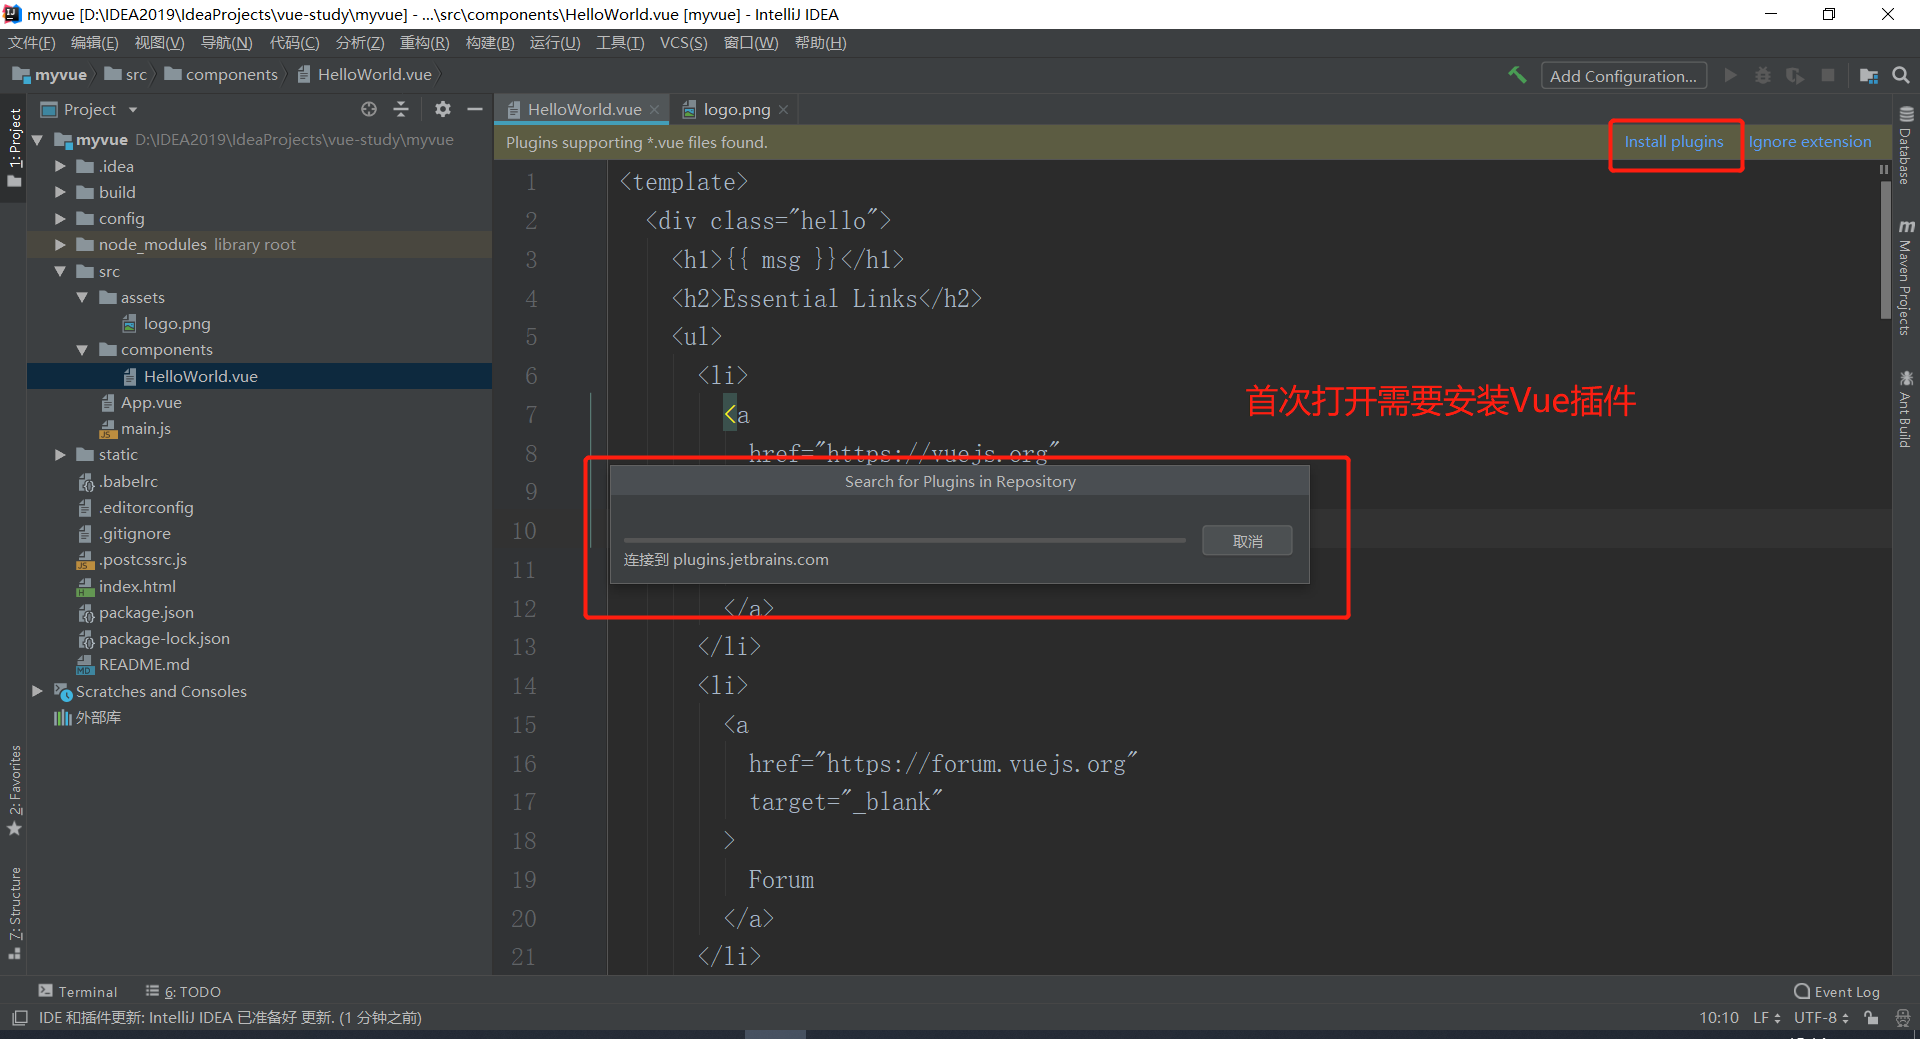 myvue [D:\IDEA2019\IdeaProjects\vue-study\myvue] - ...\src\components\HelloWorld.vue [myvue] - IntelliJ IDEA
文件(F) 编辑(E) 视图(V) 导航(N) 代码(C) 分析(Z) 重构(R) 构建(B) 运行(U) 工具(T) VCS(S) 窗口(W) 帮助(H)
myvue src components HelloWorld.vue Add Configuration...
Project
HelloWorld.vue logo.png
Plugins supporting *.vue files found. Install plugins Ignore extension
1: Project
2: Favorites
7: Structure
myvue D:\IDEA2019\IdeaProjects\vue-study\myvue
.idea
build
config
node_modules library root
src
assets
logo.png
components
HelloWorld.vue
App.vue
main.js
static
.babelrc
.editorconfig
.gitignore
.postcssrc.js
index.html
package.json
package-lock.json
README.md
Scratches and Consoles
外部库
1 <template>
2 <div class="hello">
3 <h1>{{ msg }}</h1>
4 <h2>Essential Links</h2>
5 <ul>
6 <li>
7 <a
8 href="https://vuejs.org"
9
10
11
12 </a>
13 </li>
14 <li>
15 <a
16 href="https://forum.vuejs.org"
17 target="_blank"
18 >
19 Forum
20 </a>
21 </li>
首次打开需要安装Vue插件
Search for Plugins in Repository
取消
连接到 plugins.jetbrains.com
Database
Maven Projects
Ant Build
Terminal 6: TODO Event Log
IDE 和插件更新: IntelliJ IDEA 已准备好 更新. (1 分钟之前) 10:10 LF UTF-8